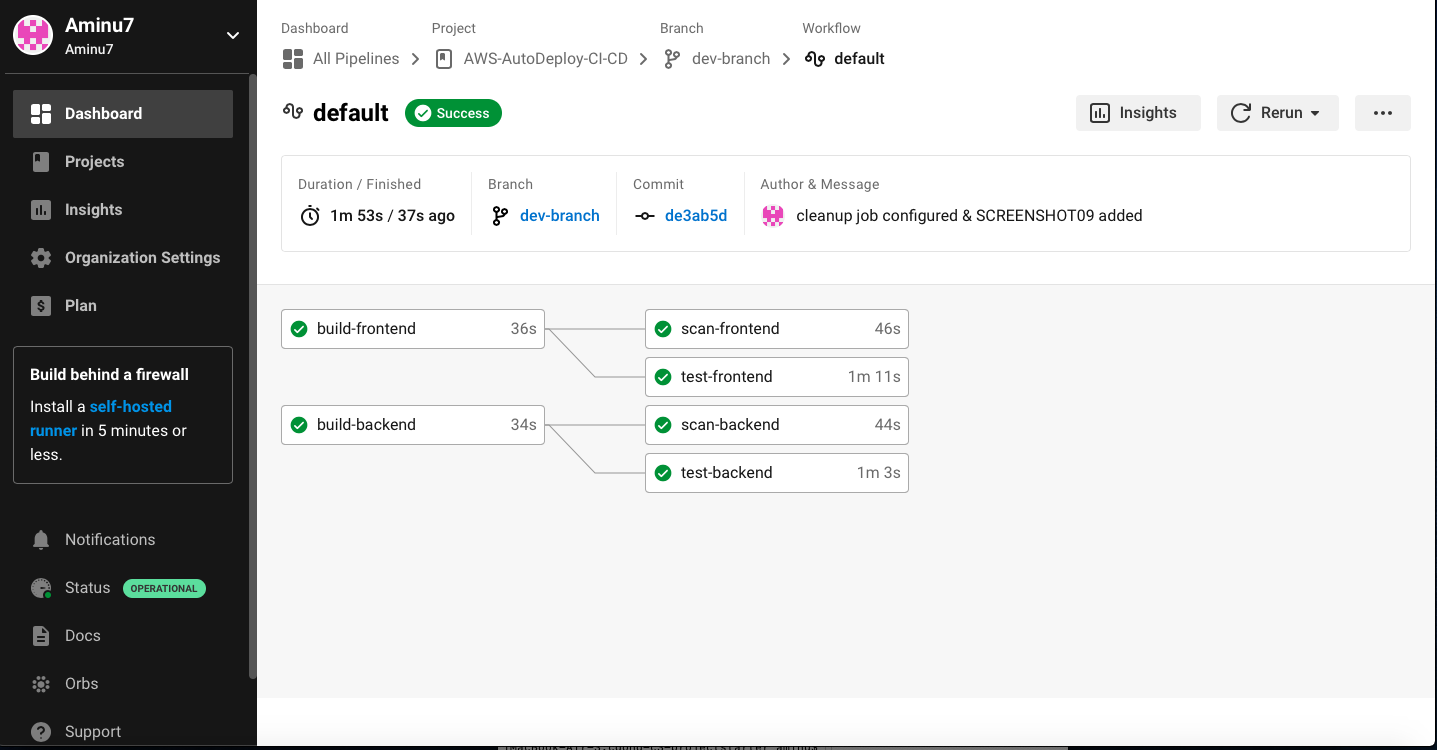 Aminu7
Aminu7
Dashboard
Projects
Insights
Organization Settings
Plan
Build behind a firewall
Install a self-hosted
runner in 5 minutes or
less.
Notifications
Status OPERATIONAL
Docs
Orbs
Support
Dashboard Project Branch Workflow
All Pipelines AWS-AutoDeploy-CI-CD dev-branch default
default Success Insights Rerun
Duration / Finished Branch Commit Author & Message
1m 53s / 37s ago dev-branch de3ab5d cleanup job configured & SCREENSHOT09 added
build-frontend 36s scan-frontend 46s
test-frontend 1m 11s
build-backend 34s scan-backend 44s
test-backend 1m 3s